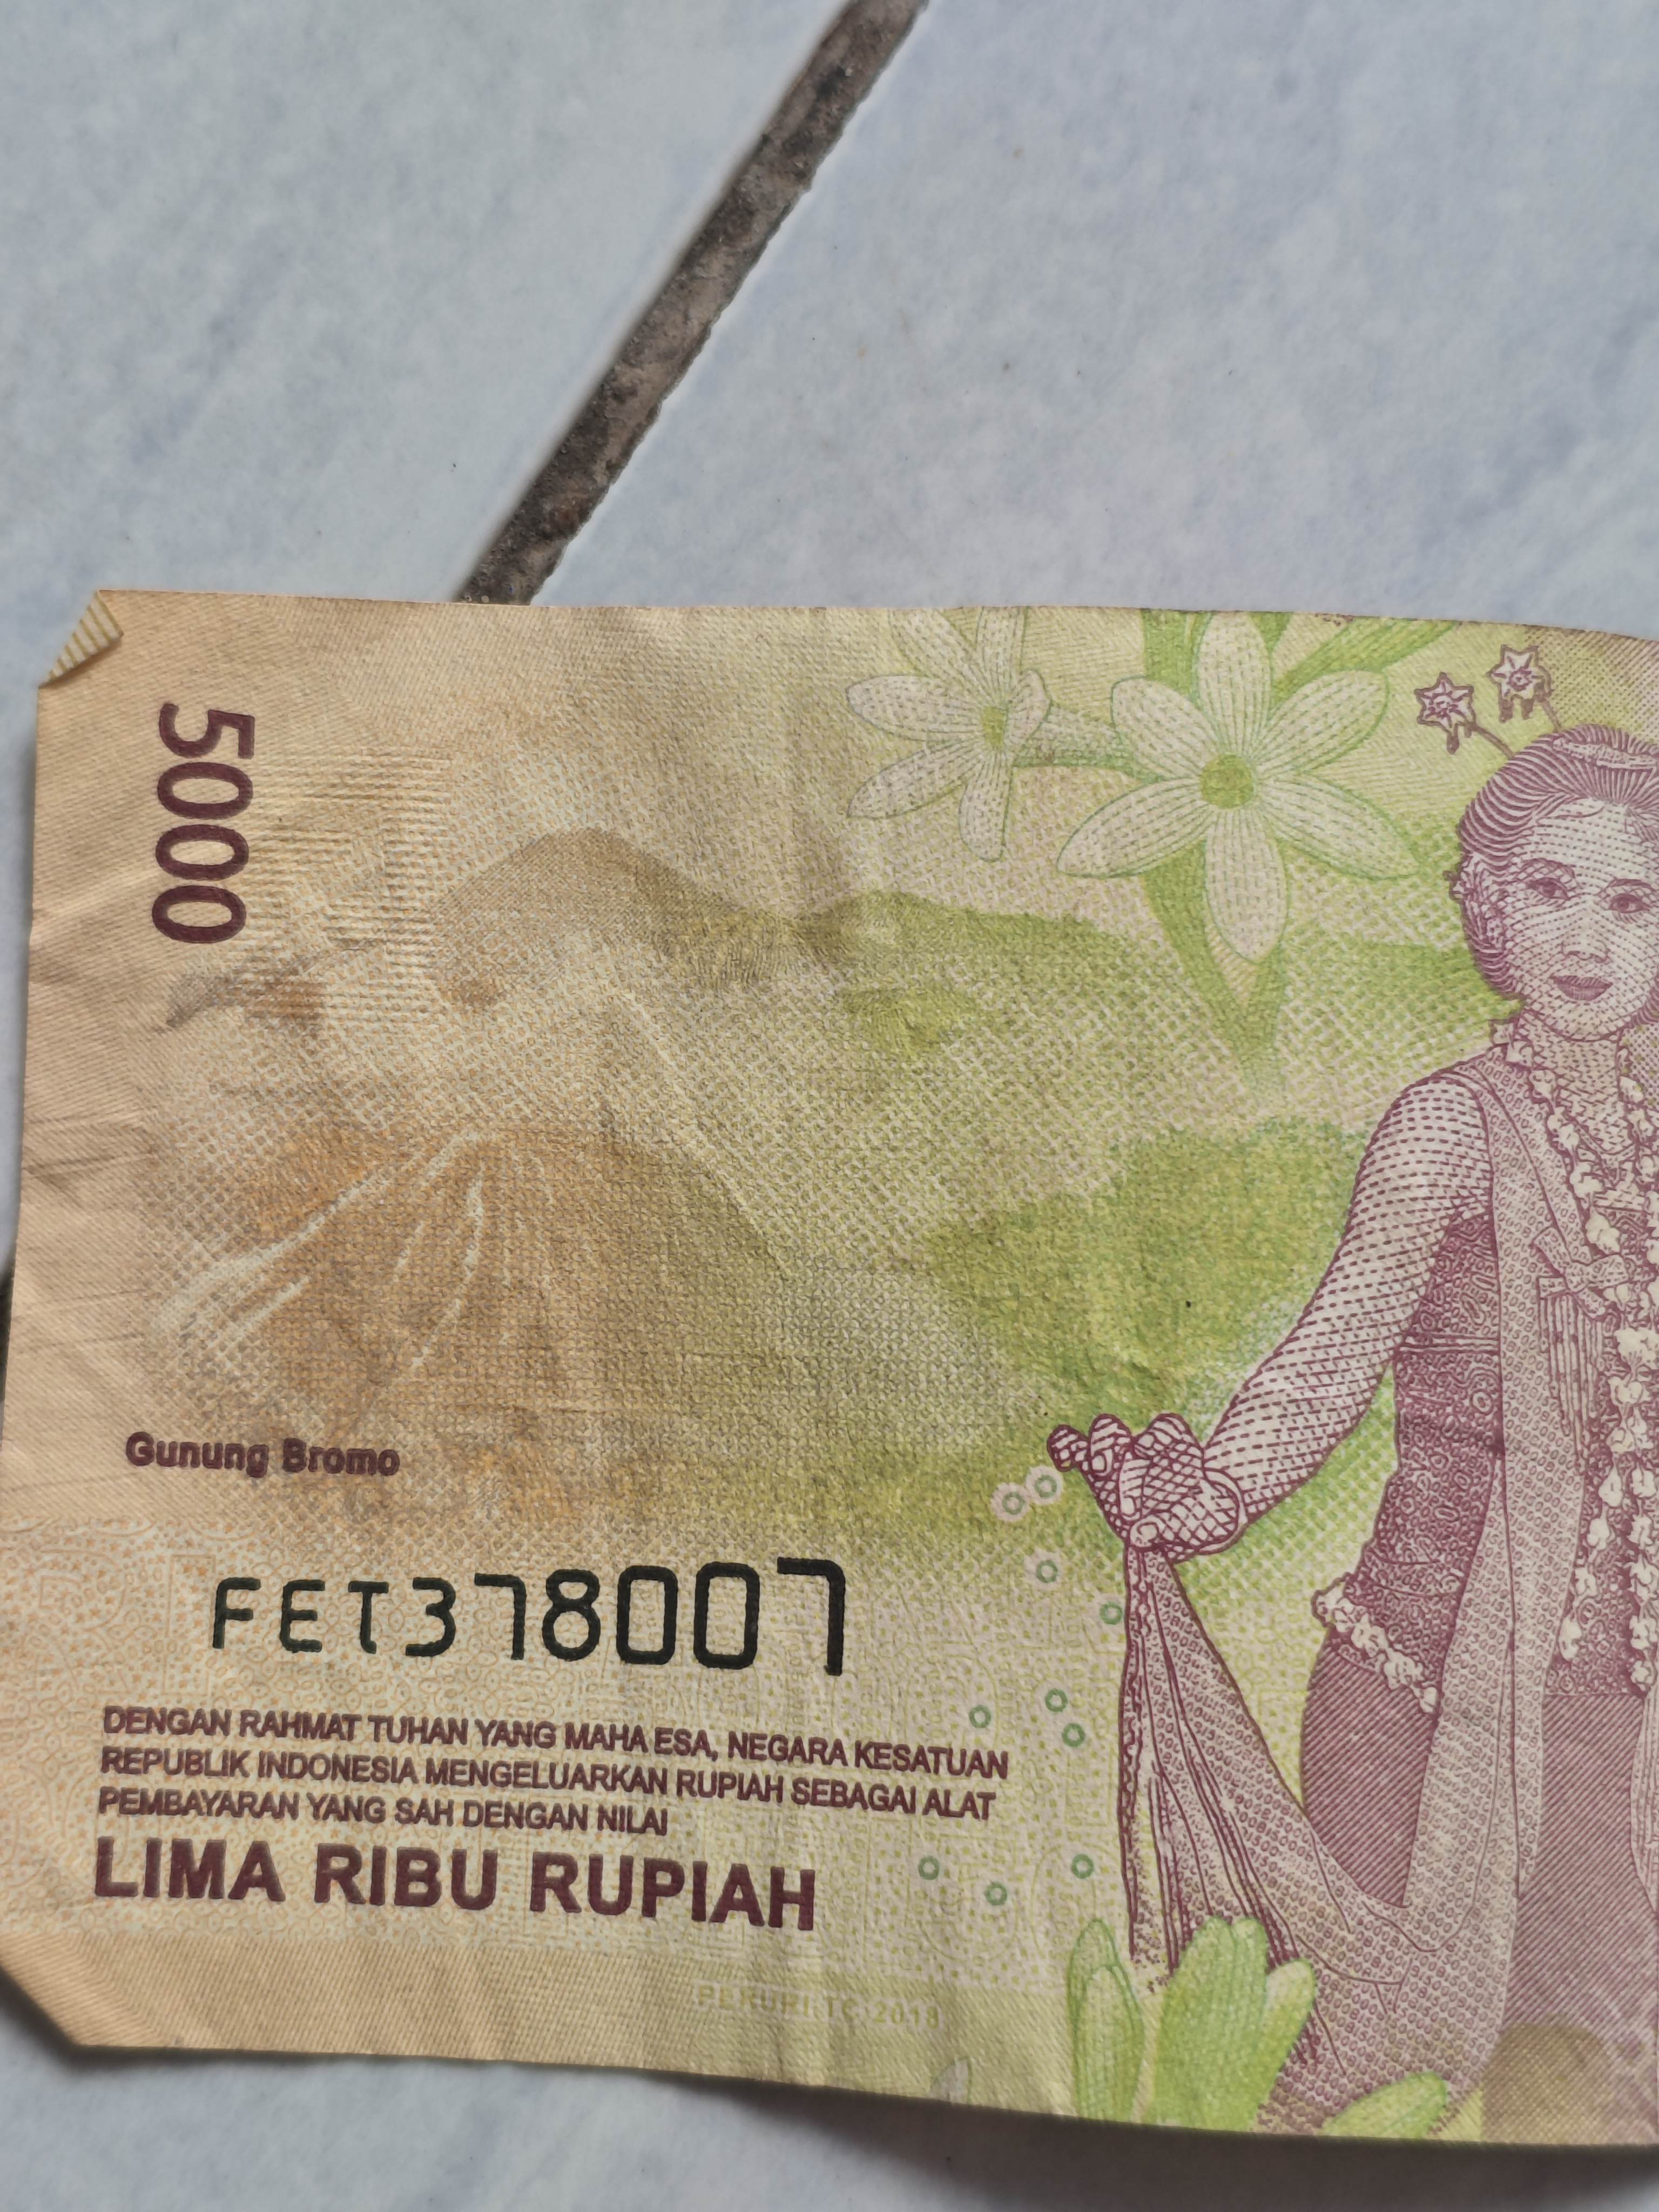 5000
Gunung Bromo
FET378007
DENGAN RAHMAT TUHAN YANG MAHA ESA, NEGARA KESATUAN
REPUBLIK INDONESIA MENGELUARKAN RUPIAH SEBAGAI ALAT
PEMBAYARAN YANG SAH DENGAN NILAI
LIMA RIBU RUPIAH
PERURI TC 2018